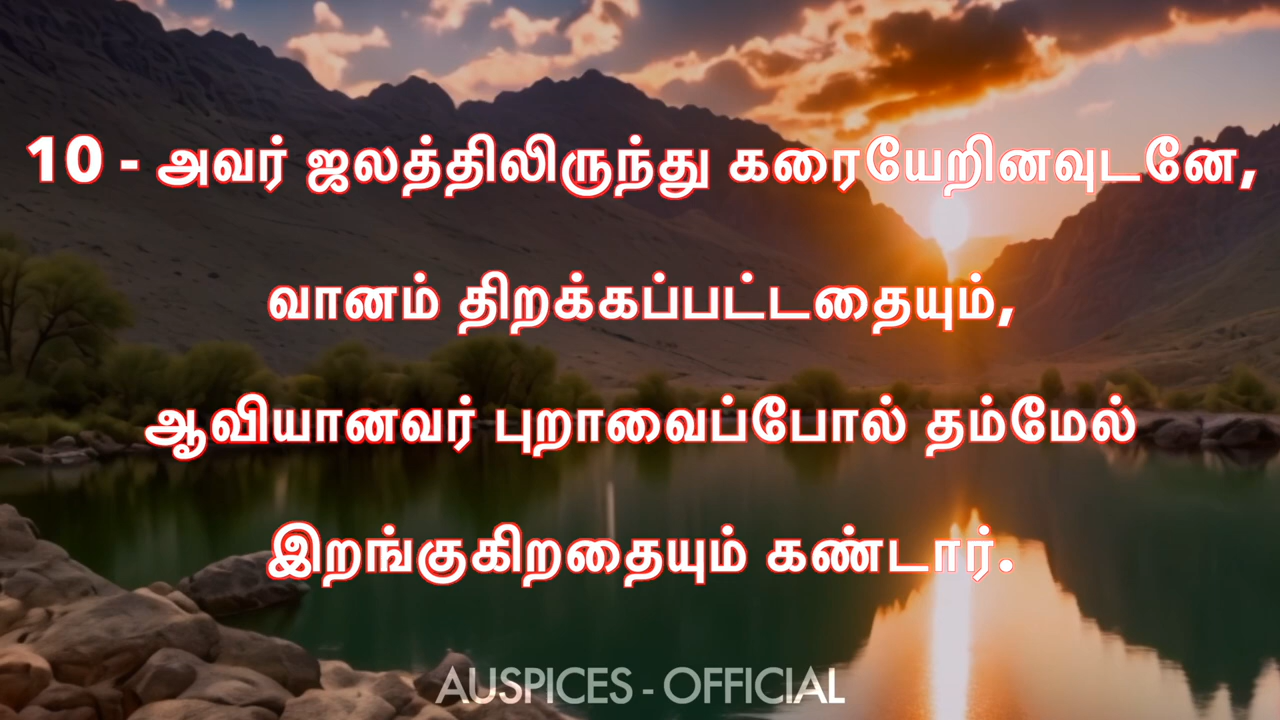 10 - அவர் ஜலத்திலிருந்து கரையேறினவுடனே,
வானம் திறக்கப்பட்டதையும்,
ஆவியானவர் புறாவைப்போல் தம்மேல்
இறங்குகிறதையும் கண்டார்.
AUSPICES - OFFICIAL